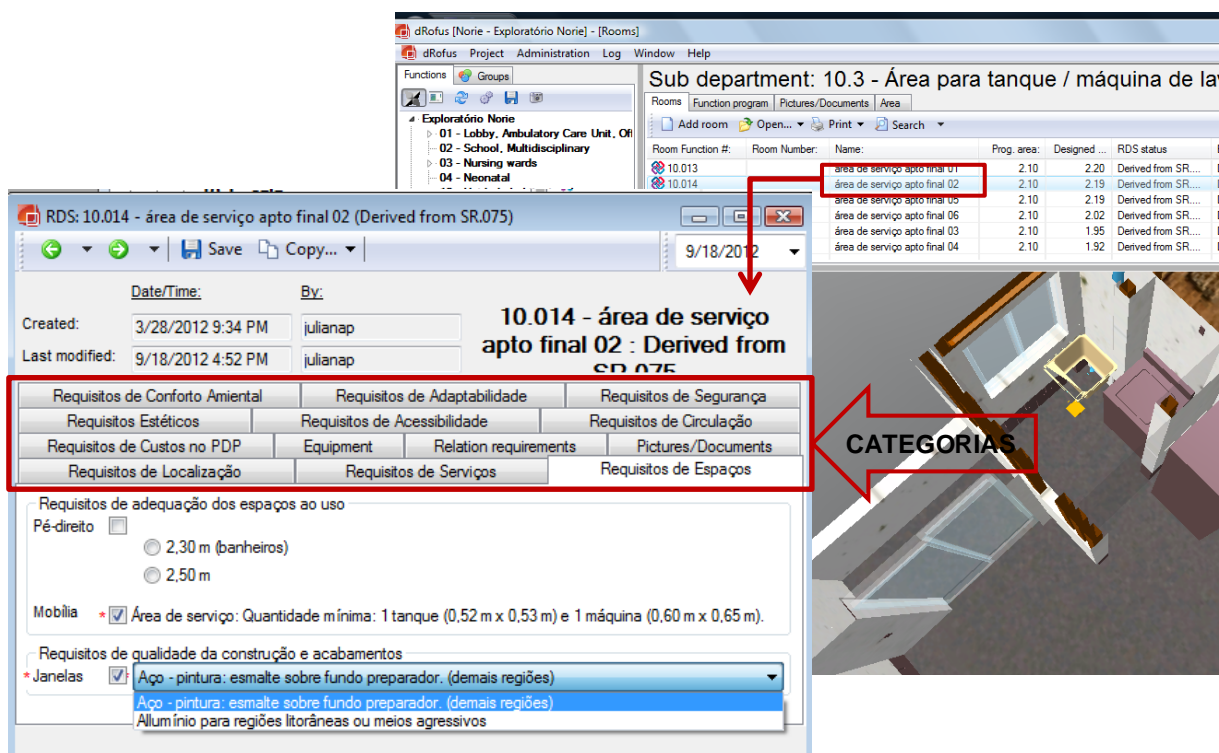 dRofus [Norie - Exploratório Norie] - [Rooms]
dRofus Project Administration Log Window Help
Functions Groups
Exploratório Norie
01 - Lobby, Ambulatory Care Unit, Off
02 - School, Multidisciplinary
03 - Nursing wards
04 - Neonatal
Sub department: 10.3 - Área para tanque / máquina de la
Rooms Function program Pictures/Documents Area
Add room Open... Print Search
Room Function #: Room Number: Name: Prog. area: Designed ... RDS status
10.013 área de serviço apto final 01 2.10 2.20 Derived from SR....
10.014 área de serviço apto final 02 2.10 2.19 Derived from SR....
área de serviço apto final 05 2.10 2.19 Derived from SR....
área de serviço apto final 06 2.10 2.02 Derived from SR....
área de serviço apto final 03 2.10 1.95 Derived from SR....
área de serviço apto final 04 2.10 1.92 Derived from SR....
RDS: 10.014 - área de serviço apto final 02 (Derived from SR.075)
Save Copy... 9/18/2012
Date/Time: By:
Created: 3/28/2012 9:34 PM julianap
Last modified: 9/18/2012 4:52 PM julianap
10.014 - área de serviço
apto final 02 : Derived from
SR.075
Requisitos de Conforto Amiental Requisitos de Adaptabilidade Requisitos de Segurança
Requisitos Estéticos Requisitos de Acessibilidade Requisitos de Circulação
Requisitos de Custos no PDP Equipment Relation requirements Pictures/Documents
Requisitos de Localização Requisitos de Serviços Requisitos de Espaços
CATEGORIAS
Requisitos de adequação dos espaços ao uso
Pé-direito
2,30 m (banheiros)
2,50 m
Mobília * Área de serviço: Quantidade mínima: 1 tanque (0,52 m x 0,53 m) e 1 máquina (0,60 m x 0,65 m).
Requisitos de qualidade da construção e acabamentos
* Janelas * Aço - pintura: esmalte sobre fundo preparador. (demais regiões)
Aço - pintura: esmalte sobre fundo preparador. (demais regiões)
Allumínio para regiões litorâneas ou meios agressivos